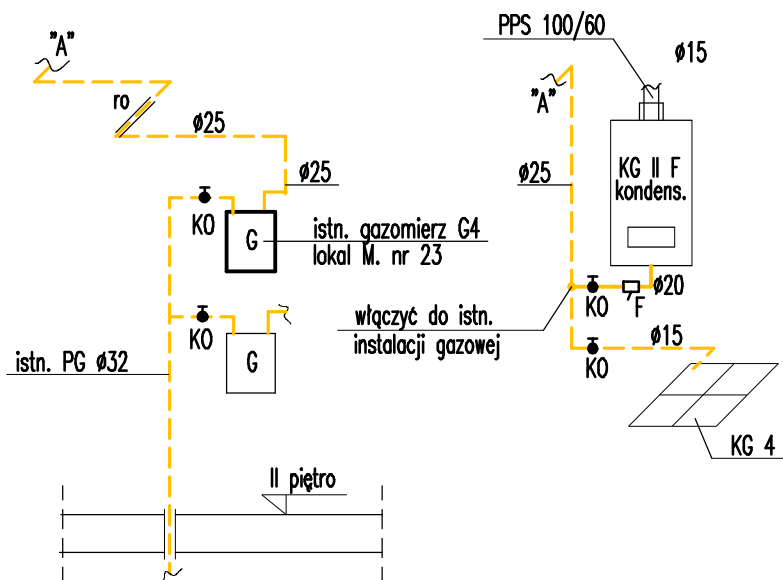 "A"
ro
ø25
ø25
KO
G
istn. gazomierz G4
lokal M. nr 23
KO
G
istn. PG ø32
II piętro
PPS 100/60
ø15
"A"
KG II F
kondens.
ø25
KO
F
ø20
włączyć do istn.
instalacji gazowej
ø15
KO
KG 4